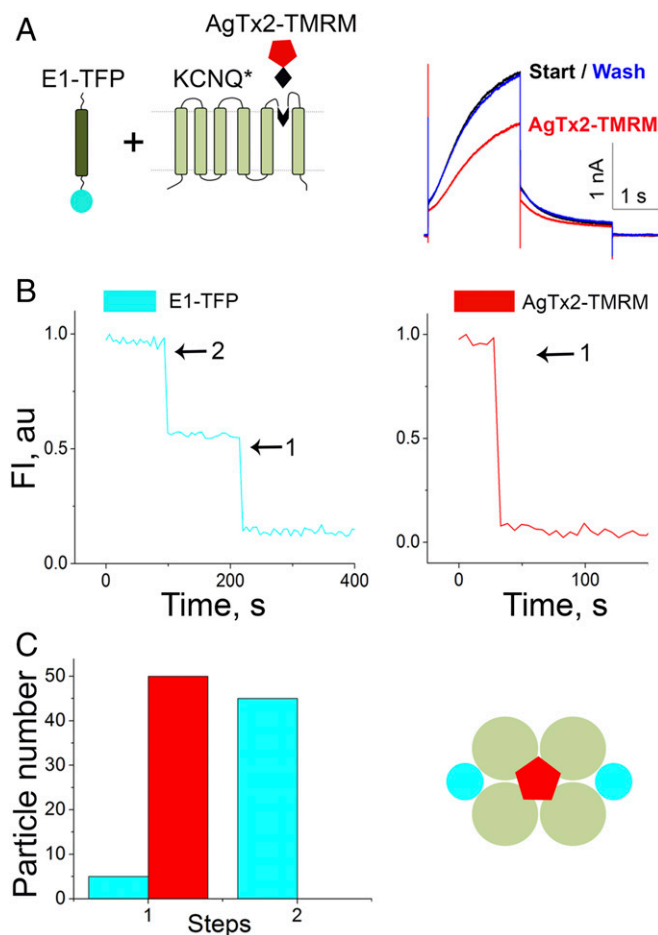 A
AgTx2-TMRM
E1-TFP
KCNQ*
+
Start / Wash
AgTx2-TMRM
1 nA
1 s
B
E1-TFP
AgTx2-TMRM
FI, au
1.0
0.5
0.0
2
1
0
200
400
Time, s
1.0
0.5
0.0
1
0
100
Time, s
C
Particle number
50
40
30
20
10
0
1
2
Steps